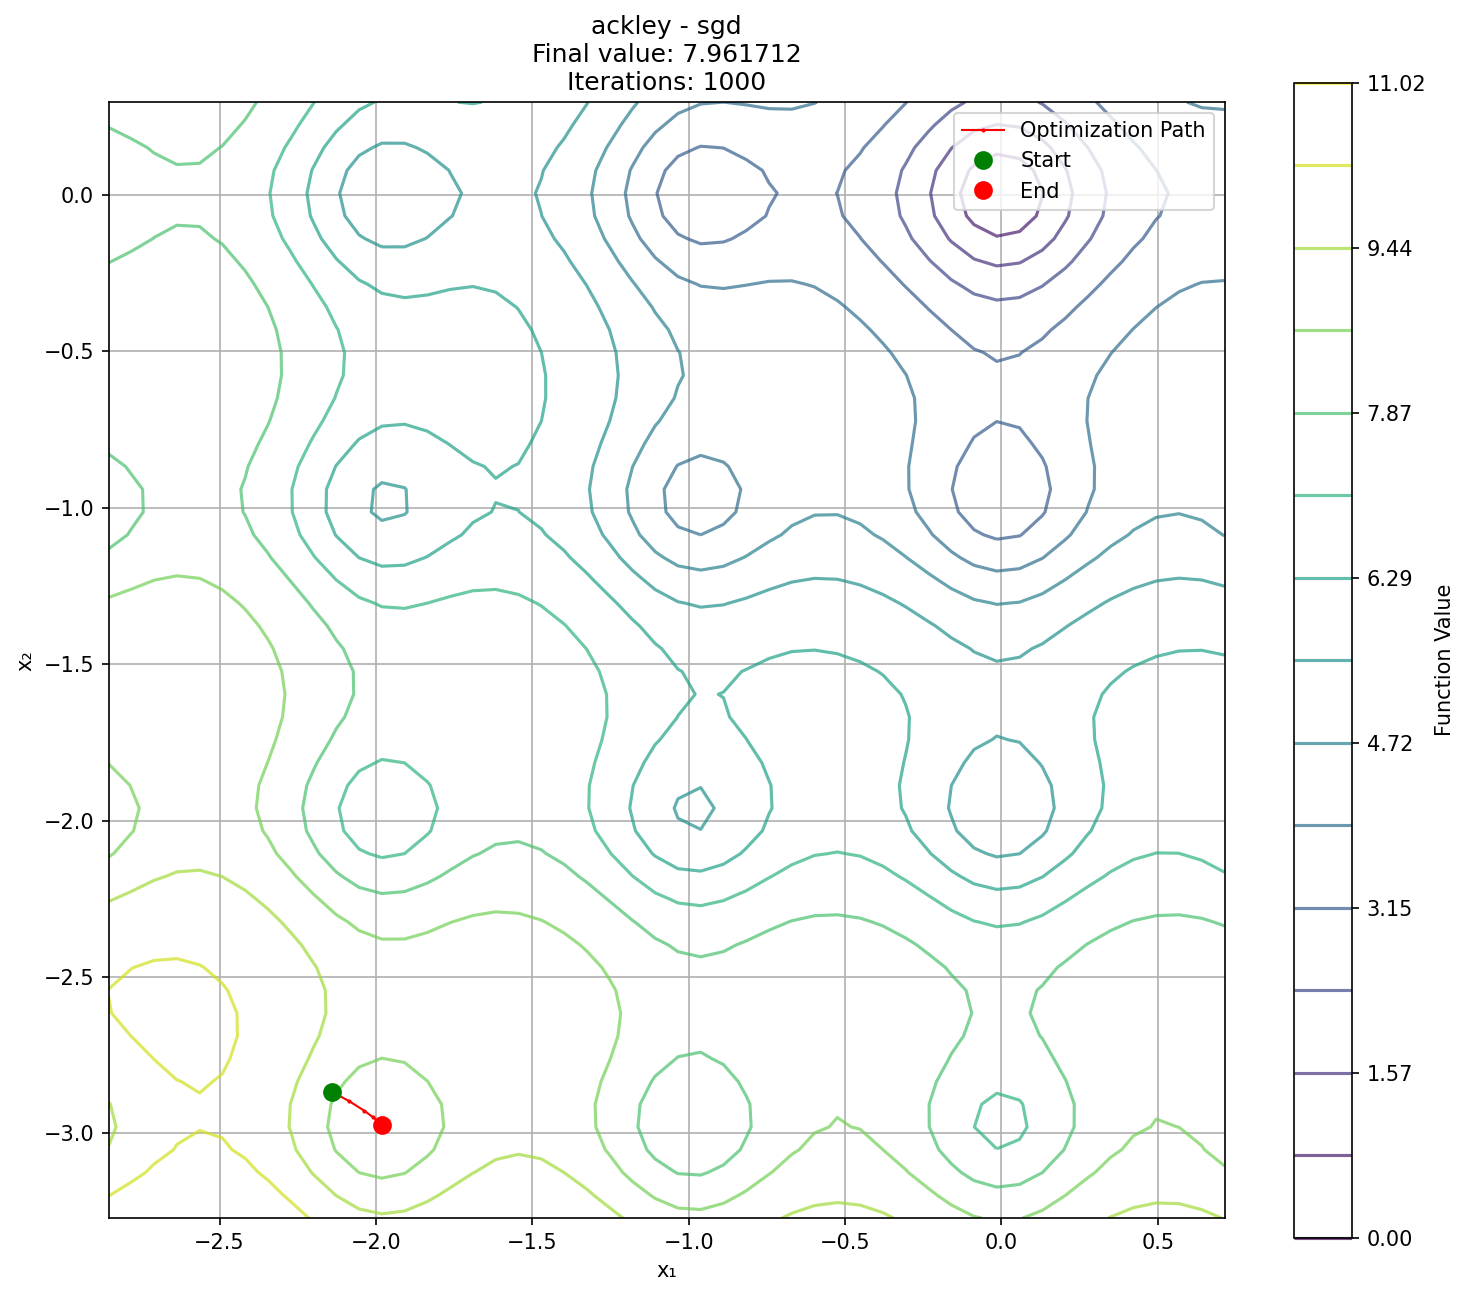 ackley - sgd
Final value: 7.961712
Iterations: 1000
Optimization Path
Start
End
0.0
−0.5
−1.0
−1.5
−2.0
−2.5
−3.0
x₂
−2.5
−2.0
−1.5
−1.0
−0.5
0.0
0.5
x₁
11.02
9.44
7.87
6.29
4.72
3.15
1.57
0.00
Function Value